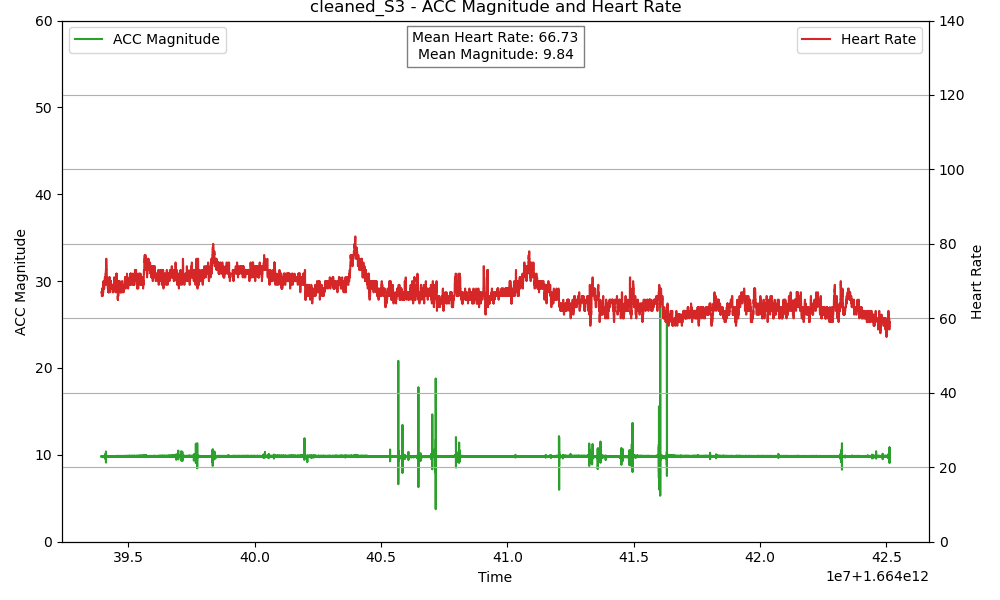 cleaned_S3 - ACC Magnitude and Heart Rate
ACC Magnitude
Mean Heart Rate: 66.73
Mean Magnitude: 9.84
Heart Rate
60
50
40
30
20
10
0
ACC Magnitude
140
120
100
80
60
40
20
0
Heart Rate
39.5 40.0 40.5 41.0 41.5 42.0 42.5
Time
1e7+1.664e12